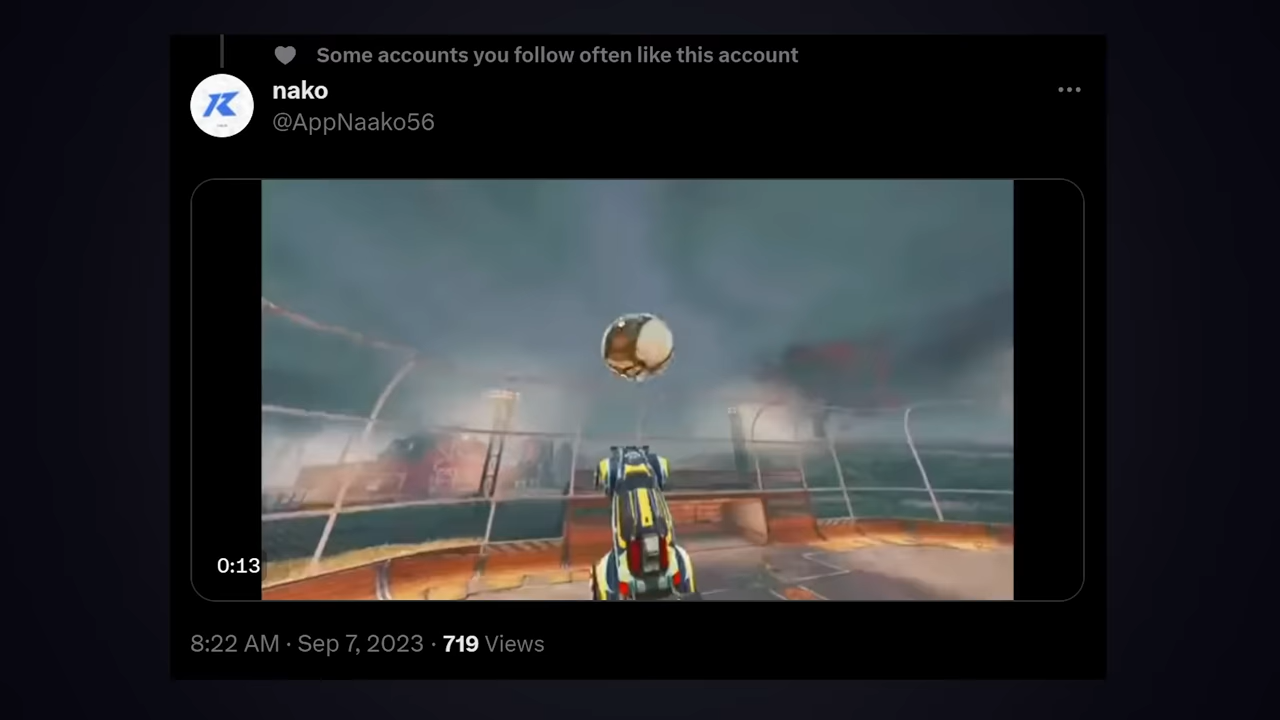 Some accounts you follow often like this account
nako
@AppNaako56
0:13
8:22 AM · Sep 7, 2023 · 719 Views